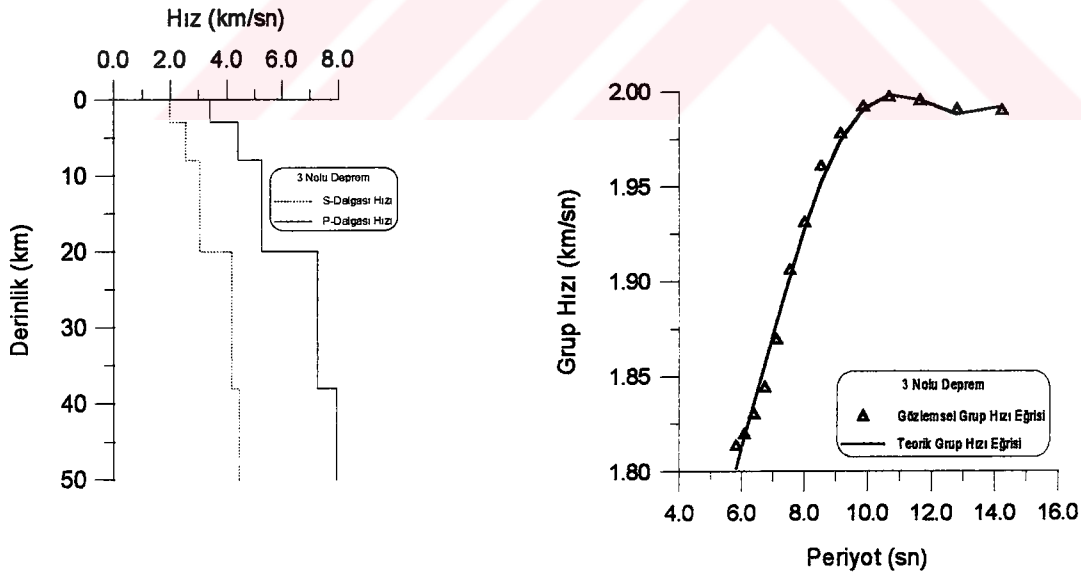 Hız (km/sn)
0.0 2.0 4.0 6.0 8.0
0
10
20
30
40
50
Derinlik (km)
3 Nolu Deprem
S-Dalgası Hızı
P-Dalgası Hızı
2.00
1.95
1.90
1.85
1.80
Grup Hızı (km/sn)
3 Nolu Deprem
Gözlemsel Grup Hızı Eğrisi
Teorik Grup Hızı Eğrisi
4.0 6.0 8.0 10.0 12.0 14.0 16.0
Periyot (sn)